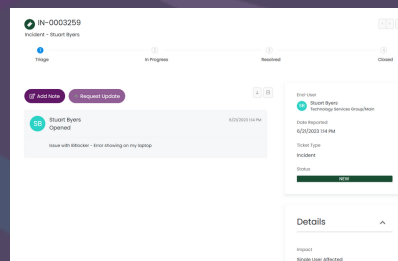 IN-0003259
Incident - Stuart Byers
1
Triage
In Progress
Resolved
Closed
Add Note
Request Update
SB
Stuart Byers
Opened
6/21/2023 1:14 PM
Issue with Bitlocker - Error showing on my laptop
End-User
SB
Stuart Byers
Technology Services Group/Main
Date Reported
6/21/2023 1:14 PM
Ticket Type
Incident
Status
NEW
Details
Impact
Single User Affected